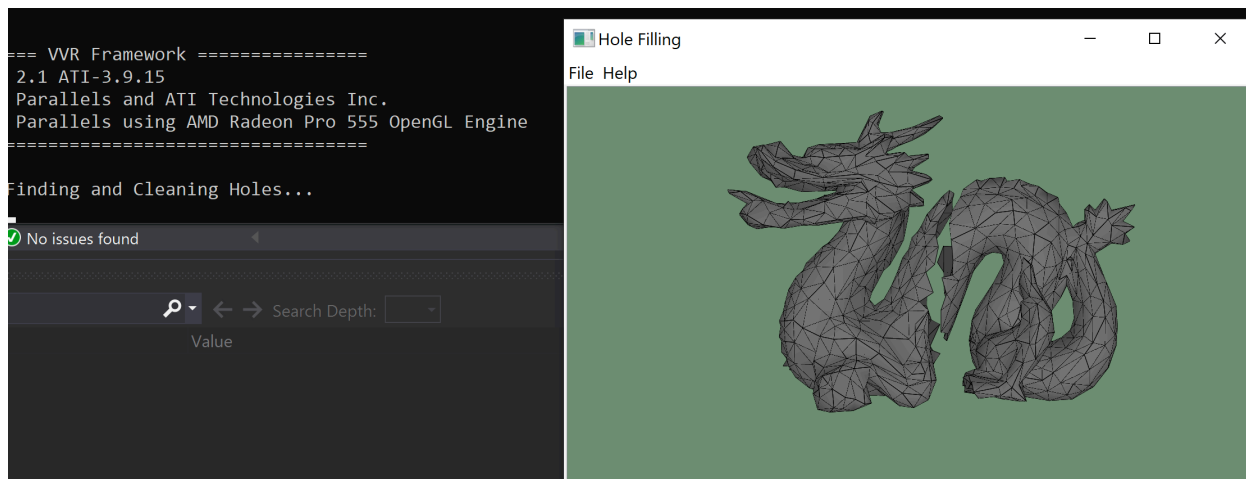 === VVR Framework ================
2.1 ATI-3.9.15
Parallels and ATI Technologies Inc.
Parallels using AMD Radeon Pro 555 OpenGL Engine
==================================
Finding and Cleaning Holes...
No issues found
Search Depth:
Value
Hole Filling
File Help